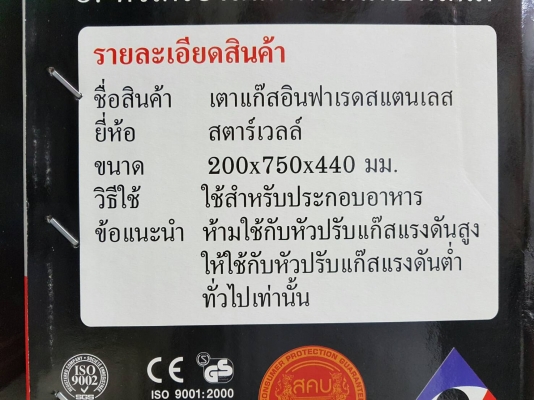 รายละเอียดสินค้า
ชื่อสินค้า เตาแก๊สอินฟาเรดสแตนเลส
ยี่ห้อ สตาร์เวลล์
ขนาด 200x750x440 มม.
วิธีใช้ ใช้สำหรับประกอบอาหาร
ข้อแนะนำ ห้ามใช้กับหัวปรับแก๊สแรงดันสูง
ให้ใช้กับหัวปรับแก๊สแรงดันต่ำ
ทั่วไปเท่านั้น
ISO
9002
SGS
CE S GS
ISO 9001:2000
CONSUMER PROTECTION GUARANTEE
สคบ